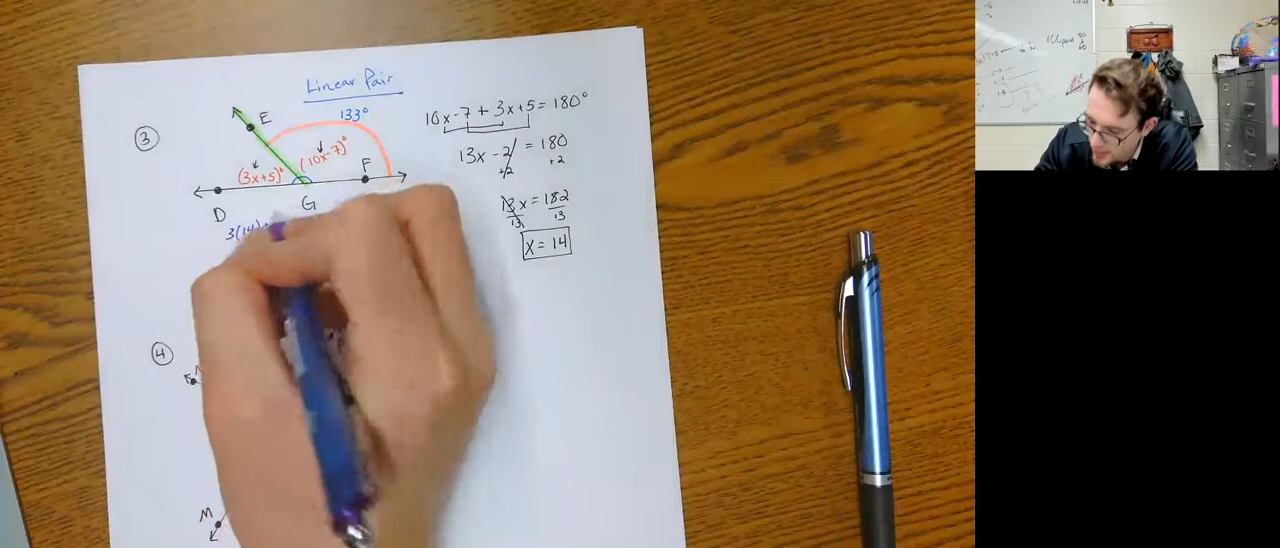 Linear Pair
③
E
133°
(3x+5)°
(10x-7)°
F
D
G
3(14)
10x-7 + 3x+5 = 180°
13x - 2 = 180
+2 +2
13x = 182
13 13
x = 14
④
M